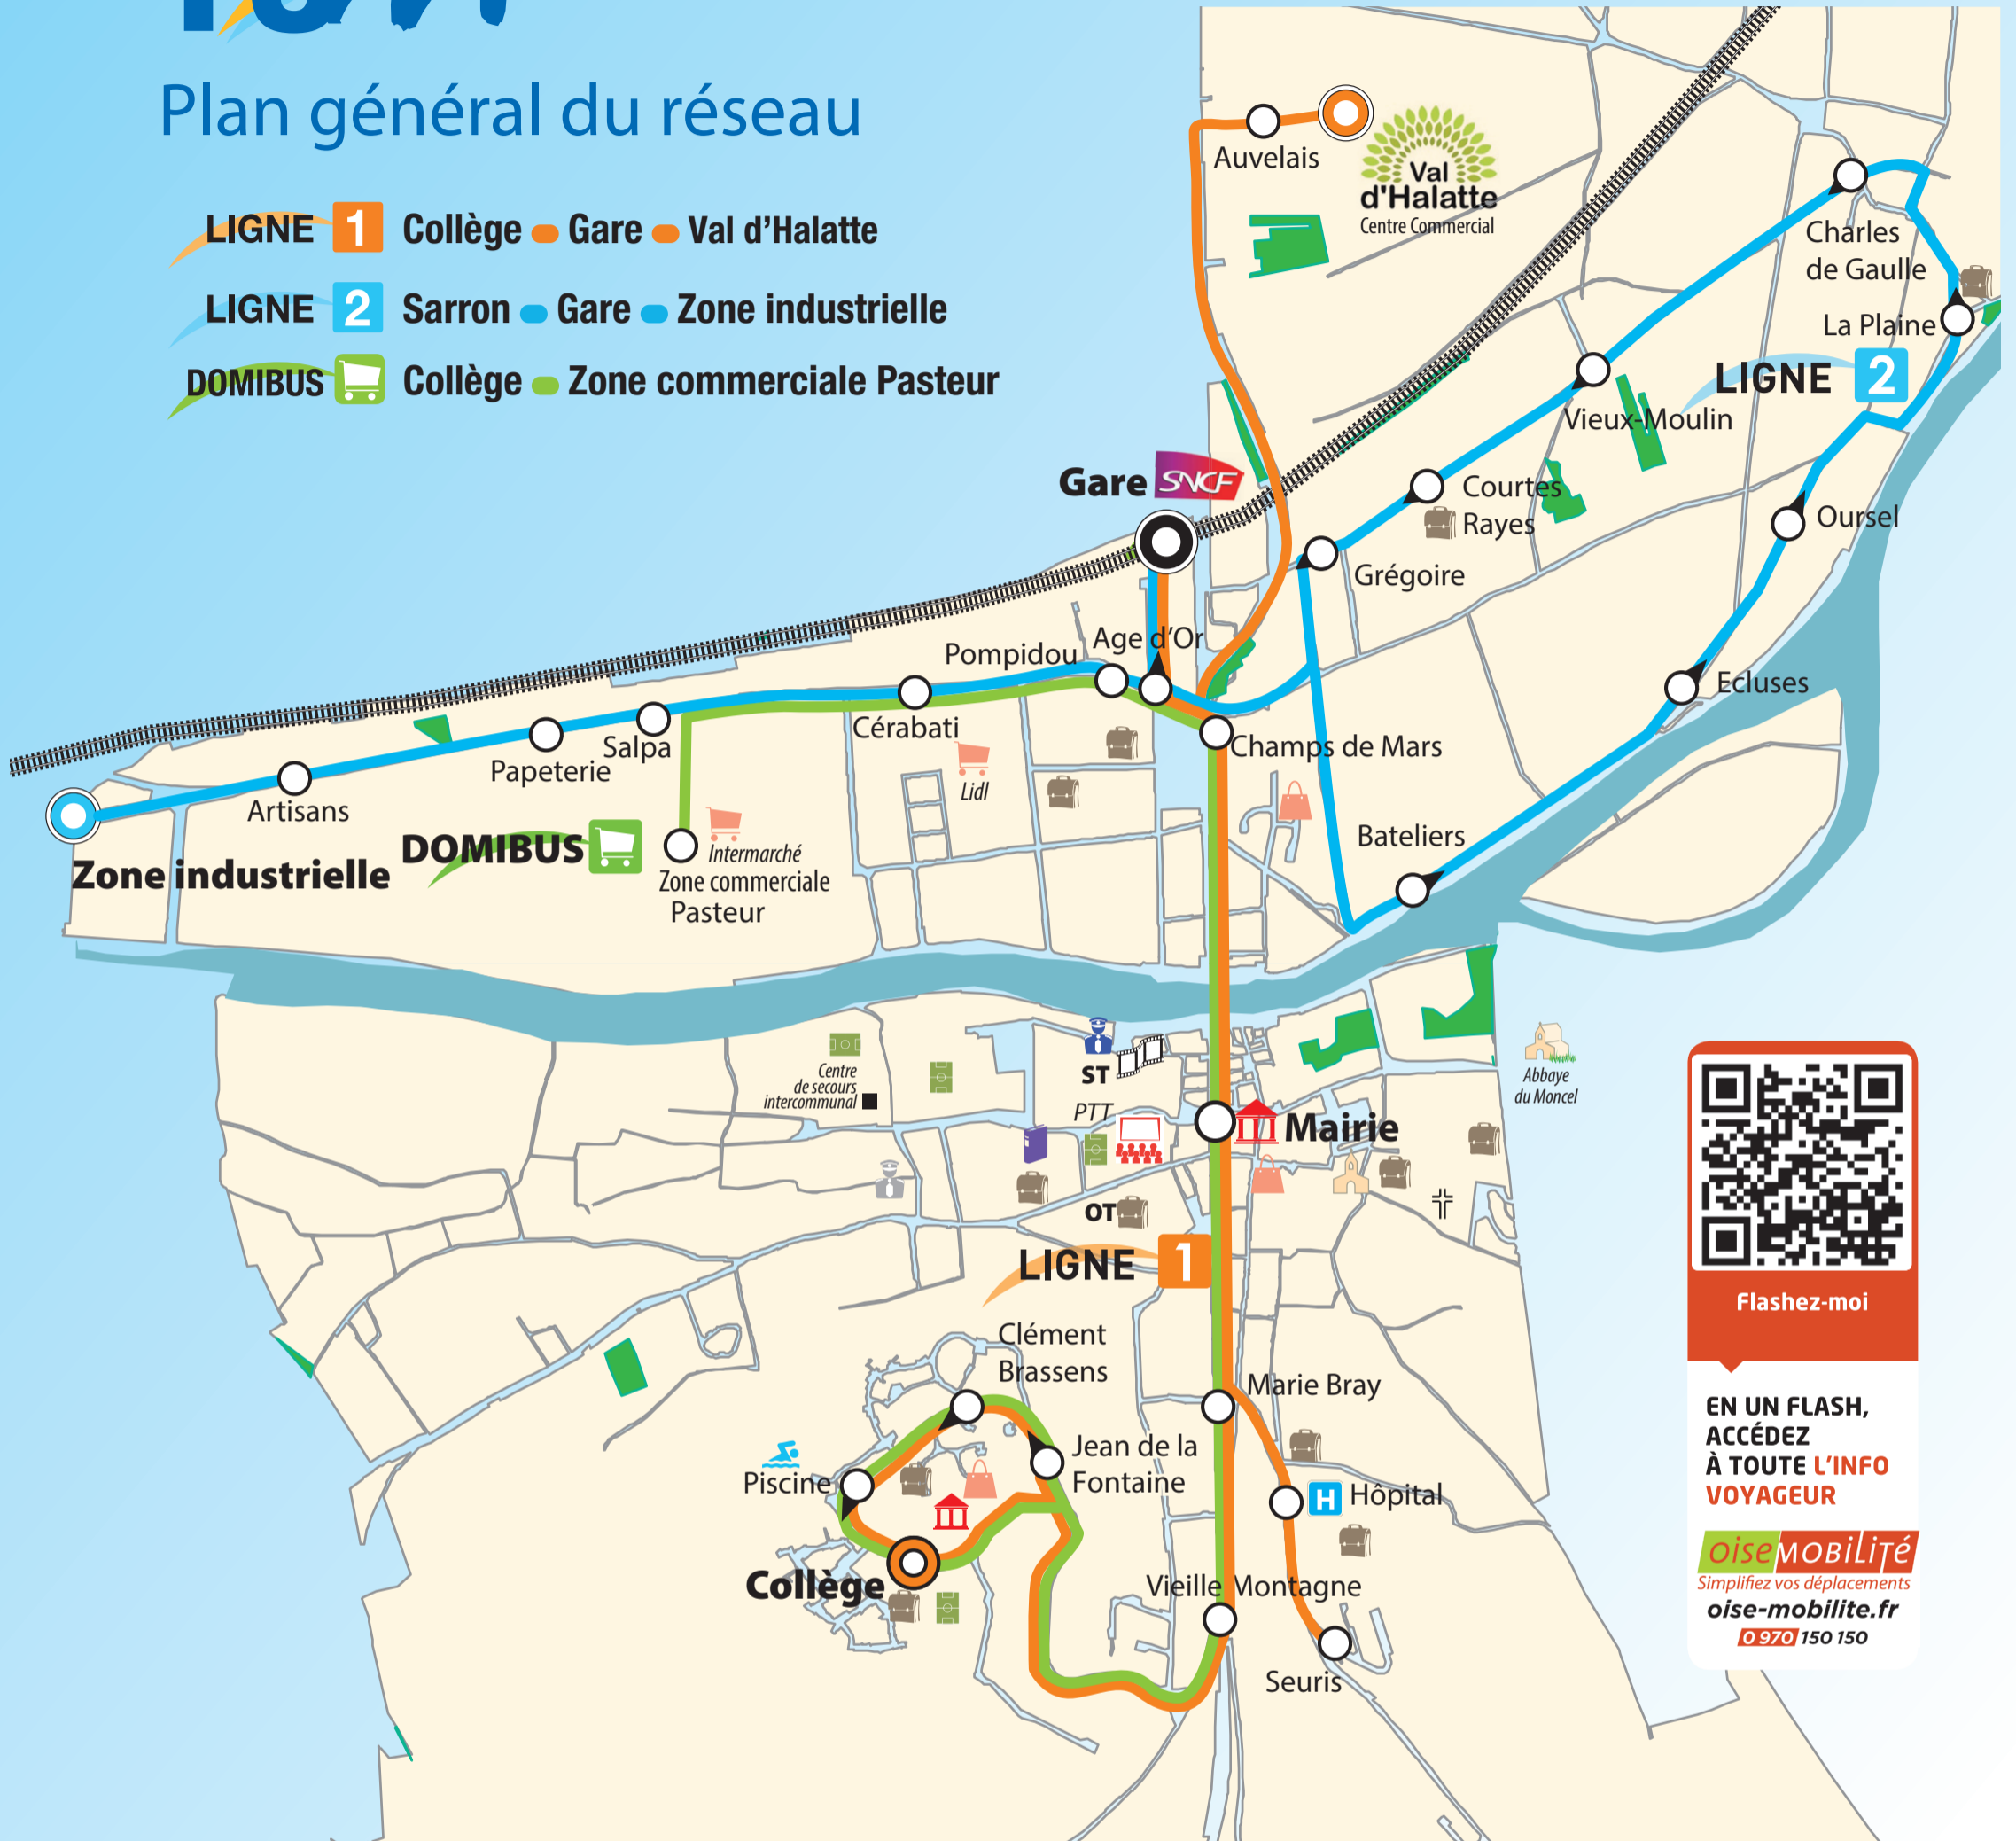 Plan général du réseau
LIGNE 1 Collège Gare Val d'Halatte
LIGNE 2 Sarron Gare Zone industrielle
DOMIBUS Collège Zone commerciale Pasteur
Auvelais
Val
d'Halatte
Centre Commercial
Charles
de Gaulle
La Plaine
LIGNE 2
Vieux-Moulin
Gare SNCF
Courtes
Rayes
Oursel
Grégoire
Age d'Or
Pompidou
Ecluses
Cérabati
Champs de Mars
Salpa
Papeterie
Lidl
Artisans
Bateliers
DOMIBUS
Intermarché
Zone commerciale
Pasteur
Zone industrielle
Centre
de secours
intercommunal
ST
PTT
Abbaye
du Moncel
Mairie
OT
LIGNE 1
Clément
Brassens
Marie Bray
Jean de la
Fontaine
Piscine
H Hôpital
Collège
Vieille Montagne
Seuris
Flashez-moi
EN UN FLASH,
ACCÉDEZ
À TOUTE L'INFO
VOYAGEUR
oise MOBiLiTé
Simplifiez vos déplacements
oise-mobilite.fr
0 970 150 150